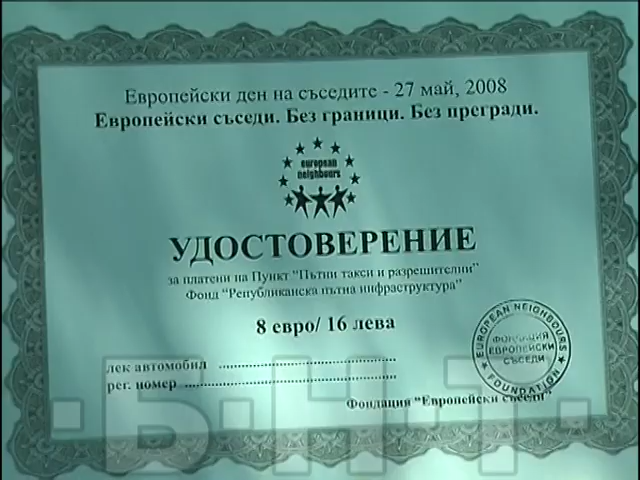 Европейски ден на съседите - 27 май, 2008
Европейски съседи. Без граници. Без прегради.
european
neighbours
УДОСТОВЕРЕНИЕ
за платени на Пункт "Пътни такси и разрешителни"
Фонд "Републиканска пътна инфраструктура"
8 евро/ 16 лева
лек автомобил ........................................
рег. номер ................................................
EUROPEAN NEIGHBOURS
FOUNDATION
ФОНДАЦИЯ
ЕВРОПЕЙСКИ
СЪСЕДИ
Фондация "Европейски съседи"
·Б·Н·Т·